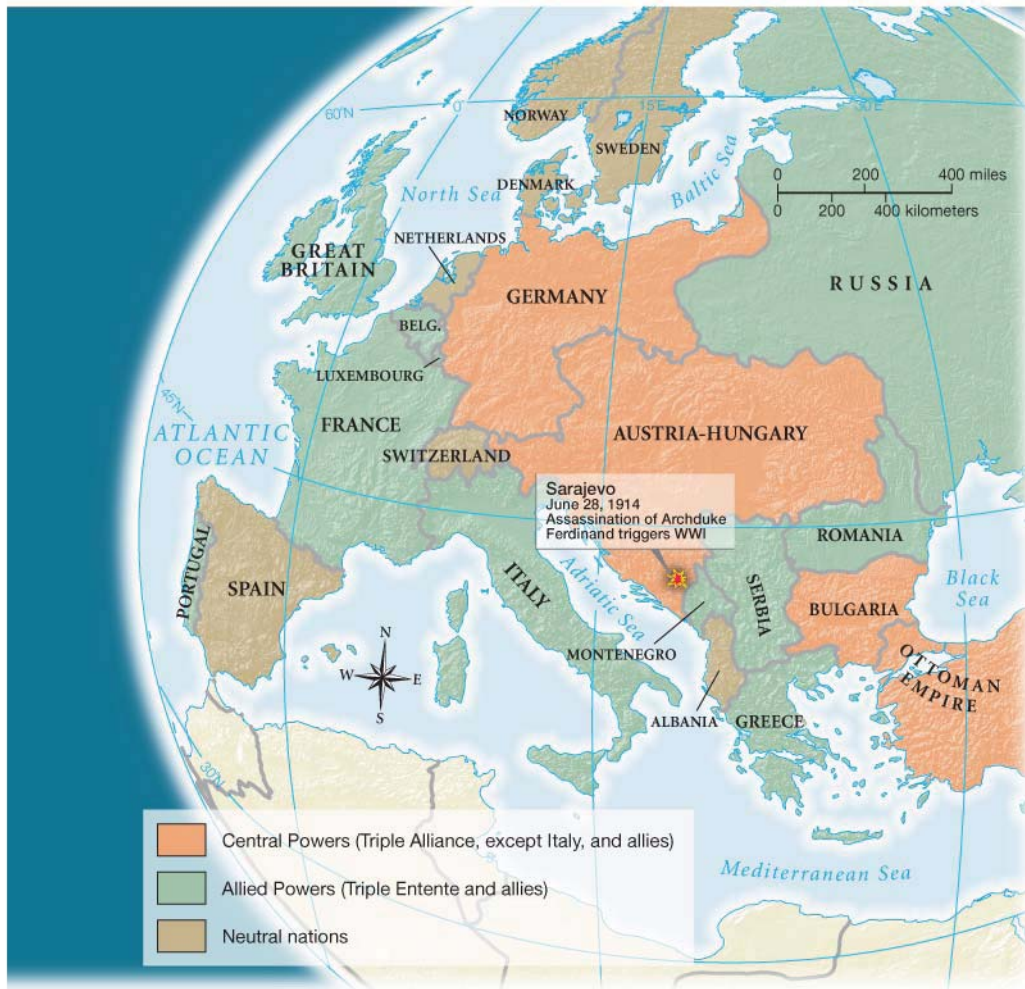 60°N
0°
15°E
30°E
NORWAY
SWEDEN
Baltic Sea
0 200 400 miles
0 200 400 kilometers
North Sea
DENMARK
NETHERLANDS
GREAT
BRITAIN
GERMANY
RUSSIA
BELG.
LUXEMBOURG
45°N
ATLANTIC
OCEAN
FRANCE
SWITZERLAND
AUSTRIA-HUNGARY
Sarajevo
June 28, 1914
Assassination of Archduke
Ferdinand triggers WWI
ROMANIA
PORTUGAL
SPAIN
ITALY
Adriatic Sea
SERBIA
BULGARIA
Black
Sea
N
W E
S
MONTENEGRO
OTTOMAN
EMPIRE
ALBANIA
GREECE
30°N
Central Powers (Triple Alliance, except Italy, and allies)
Allied Powers (Triple Entente and allies)
Mediterranean Sea
Neutral nations